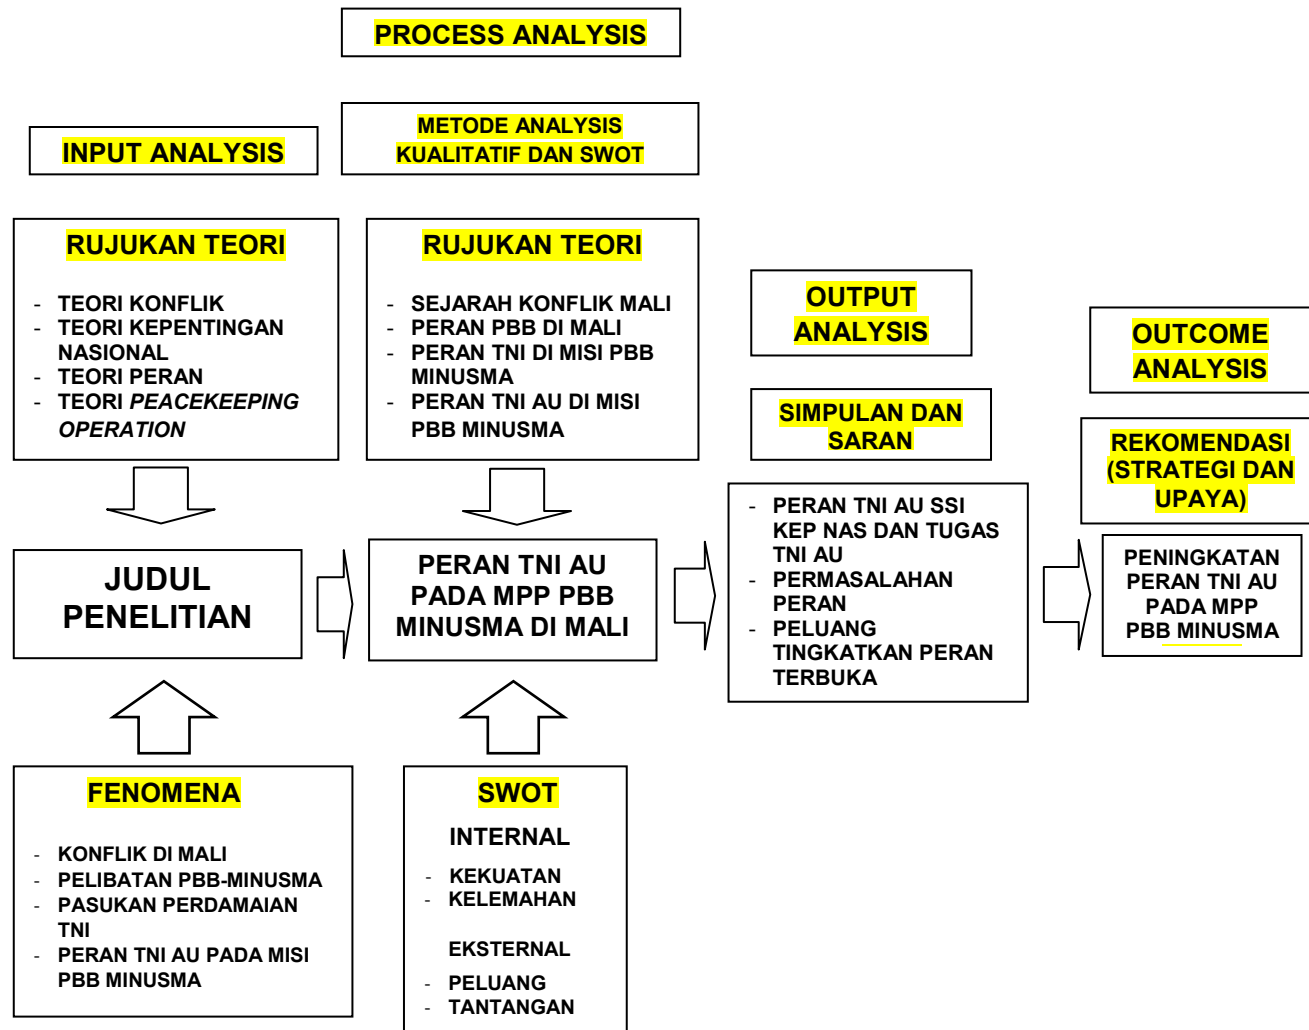 PROCESS ANALYSIS
METODE ANALYSIS
KUALITATIF DAN SWOT
INPUT ANALYSIS
RUJUKAN TEORI
- TEORI KONFLIK
- TEORI KEPENTINGAN
NASIONAL
- TEORI PERAN
- TEORI PEACEKEEPING
OPERATION
RUJUKAN TEORI
- SEJARAH KONFLIK MALI
- PERAN PBB DI MALI
- PERAN TNI DI MISI PBB
MINUSMA
- PERAN TNI AU DI MISI
PBB MINUSMA
OUTPUT
ANALYSIS
OUTCOME
ANALYSIS
SIMPULAN DAN
SARAN
REKOMENDASI
(STRATEGI DAN
UPAYA)
JUDUL
PENELITIAN
PERAN TNI AU
PADA MPP PBB
MINUSMA DI MALI
- PERAN TNI AU SSI
KEP NAS DAN TUGAS
TNI AU
- PERMASALAHAN
PERAN
- PELUANG
TINGKATKAN PERAN
TERBUKA
PENINGKATAN
PERAN TNI AU
PADA MPP
PBB MINUSMA
FENOMENA
- KONFLIK DI MALI
- PELIBATAN PBB-MINUSMA
- PASUKAN PERDAMAIAN
TNI
- PERAN TNI AU PADA MISI
PBB MINUSMA
SWOT
INTERNAL
- KEKUATAN
- KELEMAHAN
EKSTERNAL
- PELUANG
- TANTANGAN